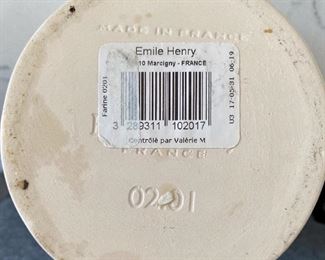 MADE IN FRANCE
Emile Henry
10 Marcigny - FRANCE
Farine 0201
U3 17-05-31 06:19
3 289311 102017
Contrôlé par Valérie M
FRANCE
0201